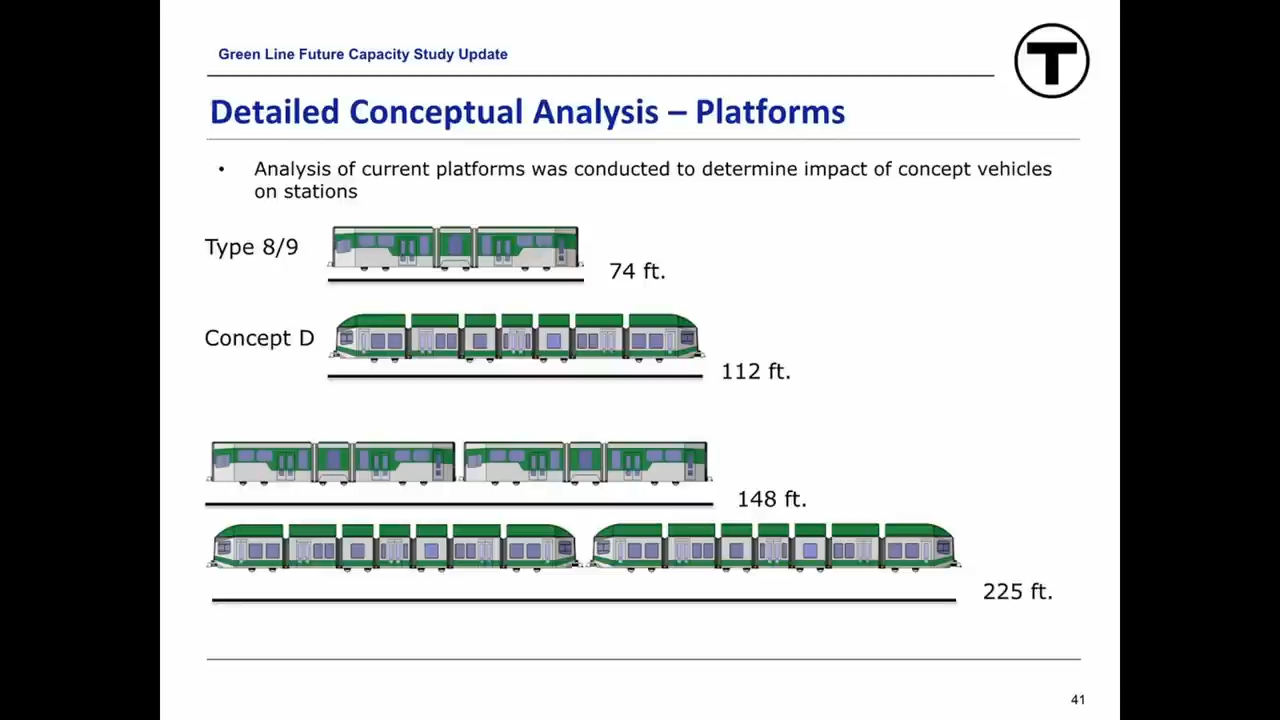 Green Line Future Capacity Study Update
T
Detailed Conceptual Analysis – Platforms
• Analysis of current platforms was conducted to determine impact of concept vehicles
on stations
Type 8/9
74 ft.
Concept D
112 ft.
148 ft.
225 ft.
41